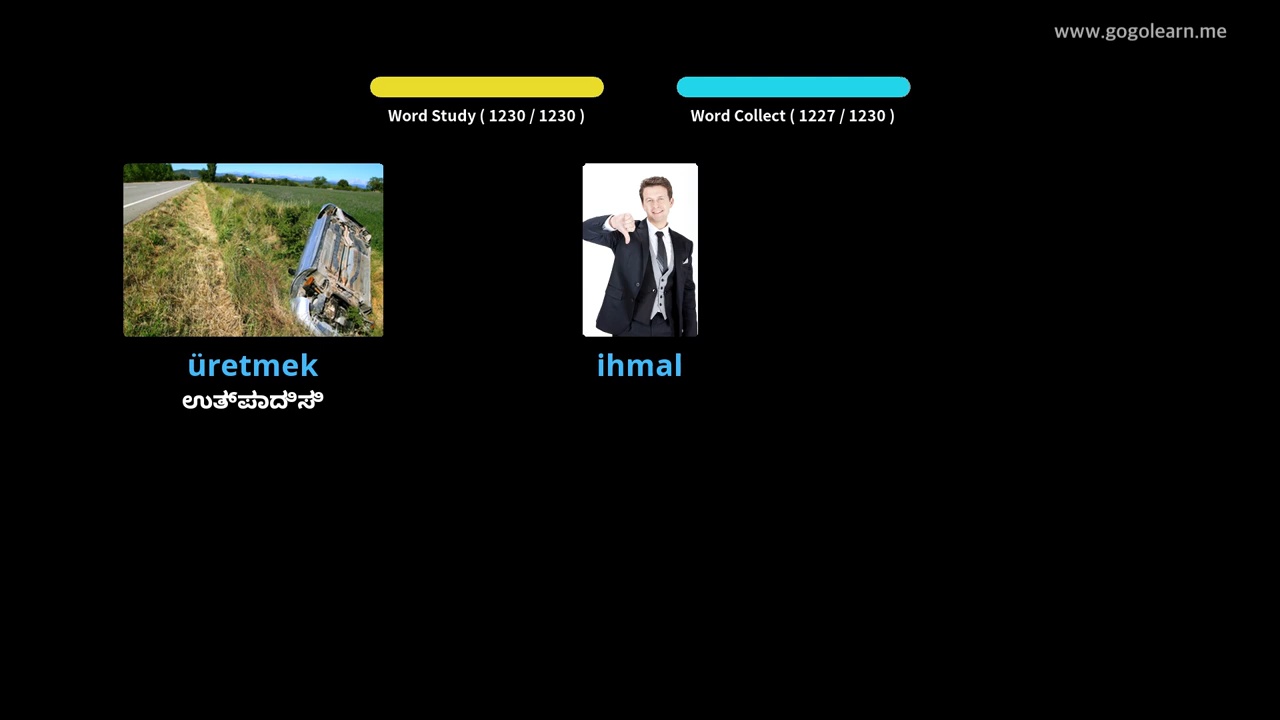 www.gogolearn.me
Word Study ( 1230 / 1230 )
Word Collect ( 1227 / 1230 )
üretmek
ಉತ್ಪಾದಿಸಿ
ihmal